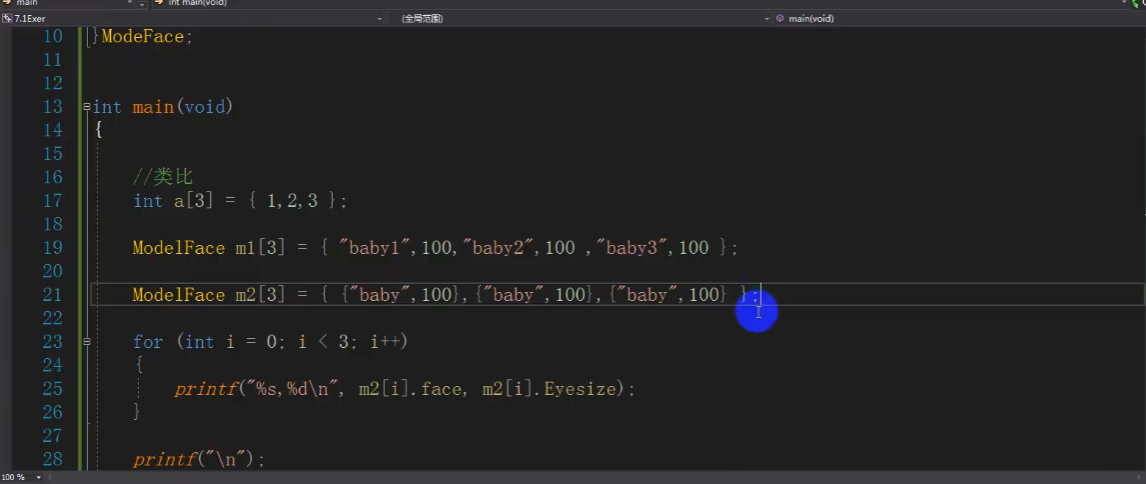 main
int main(void)
7.1Exer
(全局范围)
main(void)
10 }ModeFace;
11
12
13 int main(void)
14 {
15
16 //类比
17 int a[3] = { 1,2,3 };
18
19 ModelFace m1[3] = { "baby1",100,"baby2",100 ,"baby3",100 };
20
21 ModelFace m2[3] = { {"baby",100},{"baby",100},{"baby",100} };
22
23 for (int i = 0; i < 3; i++)
24 {
25 printf("%s,%d\n", m2[i].face, m2[i].Eyesize);
26 }
27
28 printf("\n");
100 %